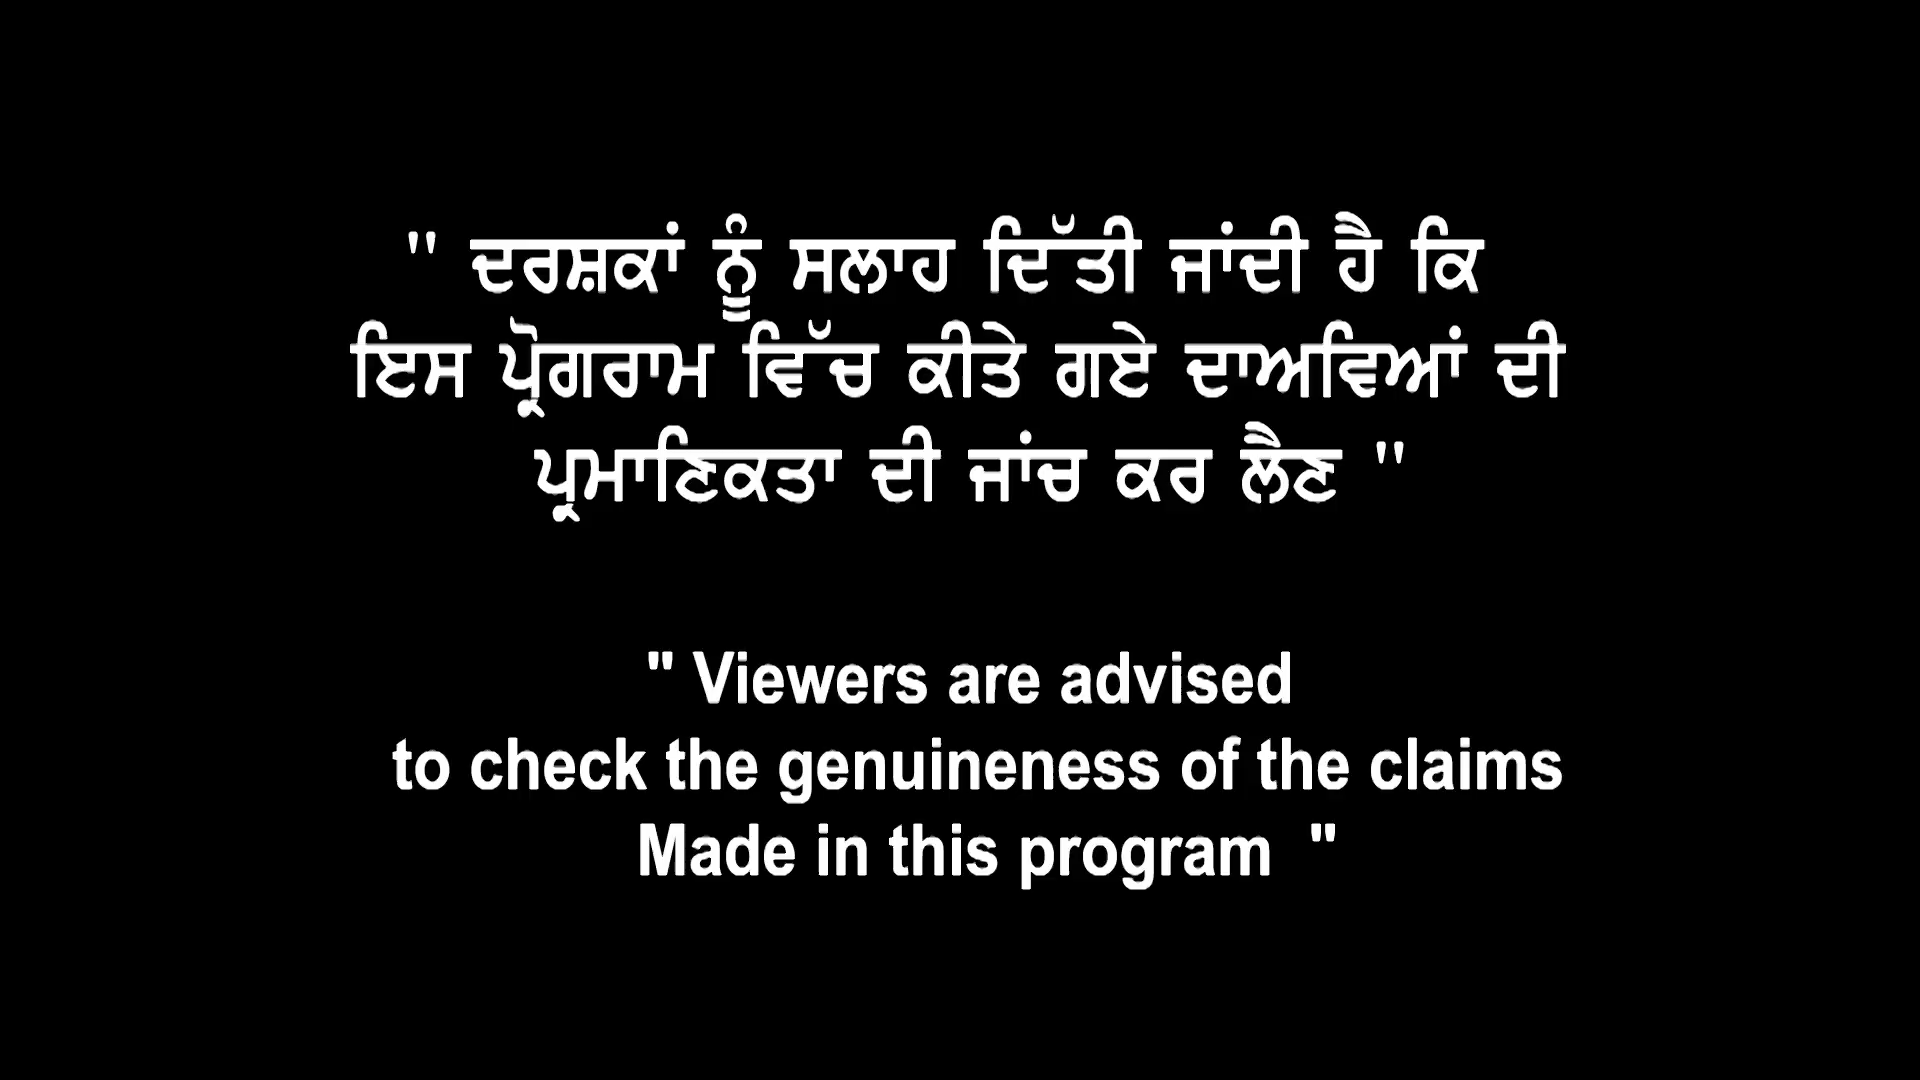 " ਦਰਸ਼ਕਾਂ ਨੂੰ ਸਲਾਹ ਦਿੱਤੀ ਜਾਂਦੀ ਹੈ ਕਿ
ਇਸ ਪ੍ਰੋਗਰਾਮ ਵਿੱਚ ਕੀਤੇ ਗਏ ਦਾਅਵਿਆਂ ਦੀ
ਪ੍ਰਮਾਣਿਕਤਾ ਦੀ ਜਾਂਚ ਕਰ ਲੈਣ "
" Viewers are advised
to check the genuineness of the claims
Made in this program "